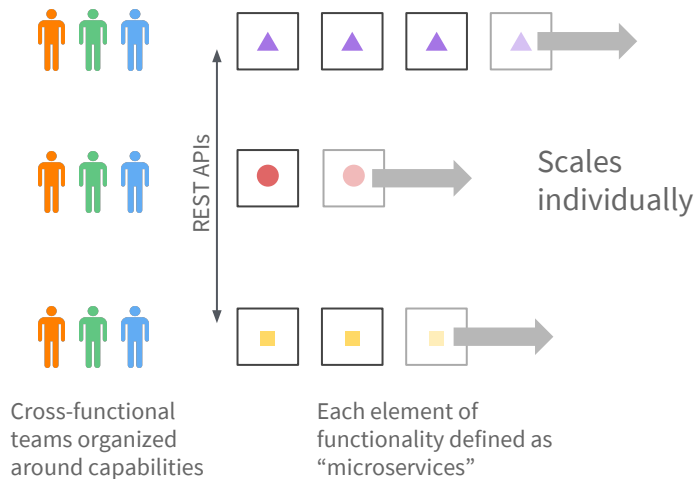 REST APIs
Scales
individually
Cross-functional
teams organized
around capabilities
Each element of
functionality defined as
“microservices”